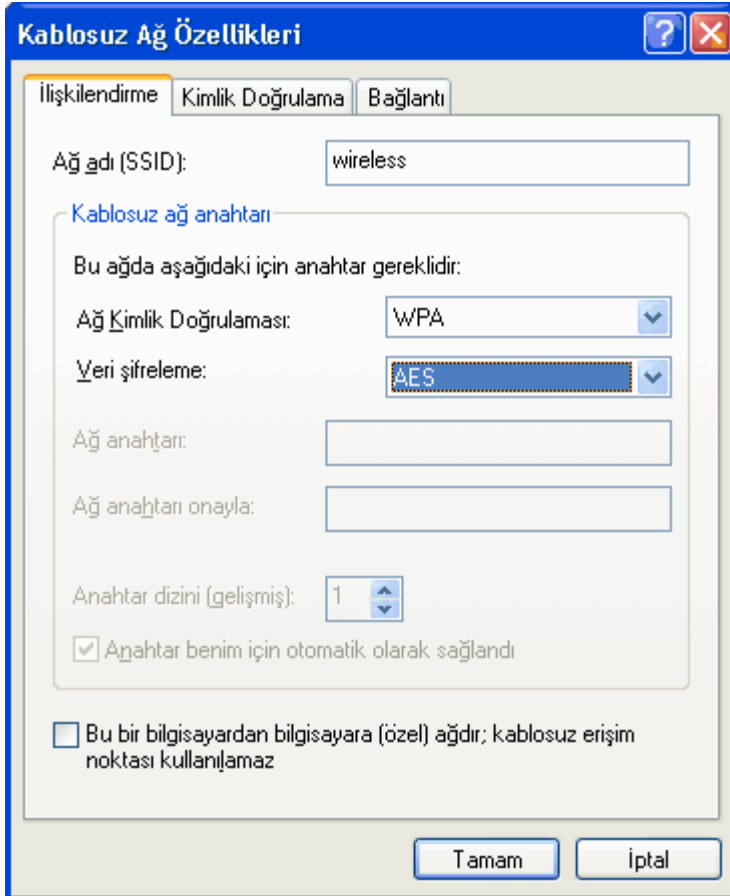 Kablosuz Ağ Özellikleri
İlişkilendirme Kimlik Doğrulama Bağlantı
Ağ adı (SSID): wireless
Kablosuz ağ anahtarı
Bu ağda aşağıdaki için anahtar gereklidir:
Ağ Kimlik Doğrulaması: WPA
Veri şifreleme: AES
Ağ anahtarı:
Ağ anahtarı onayla:
Anahtar dizini (gelişmiş): 1
Anahtar benim için otomatik olarak sağlandı
Bu bir bilgisayardan bilgisayara (özel) ağdır; kablosuz erişim
noktası kullanılamaz
Tamam İptal